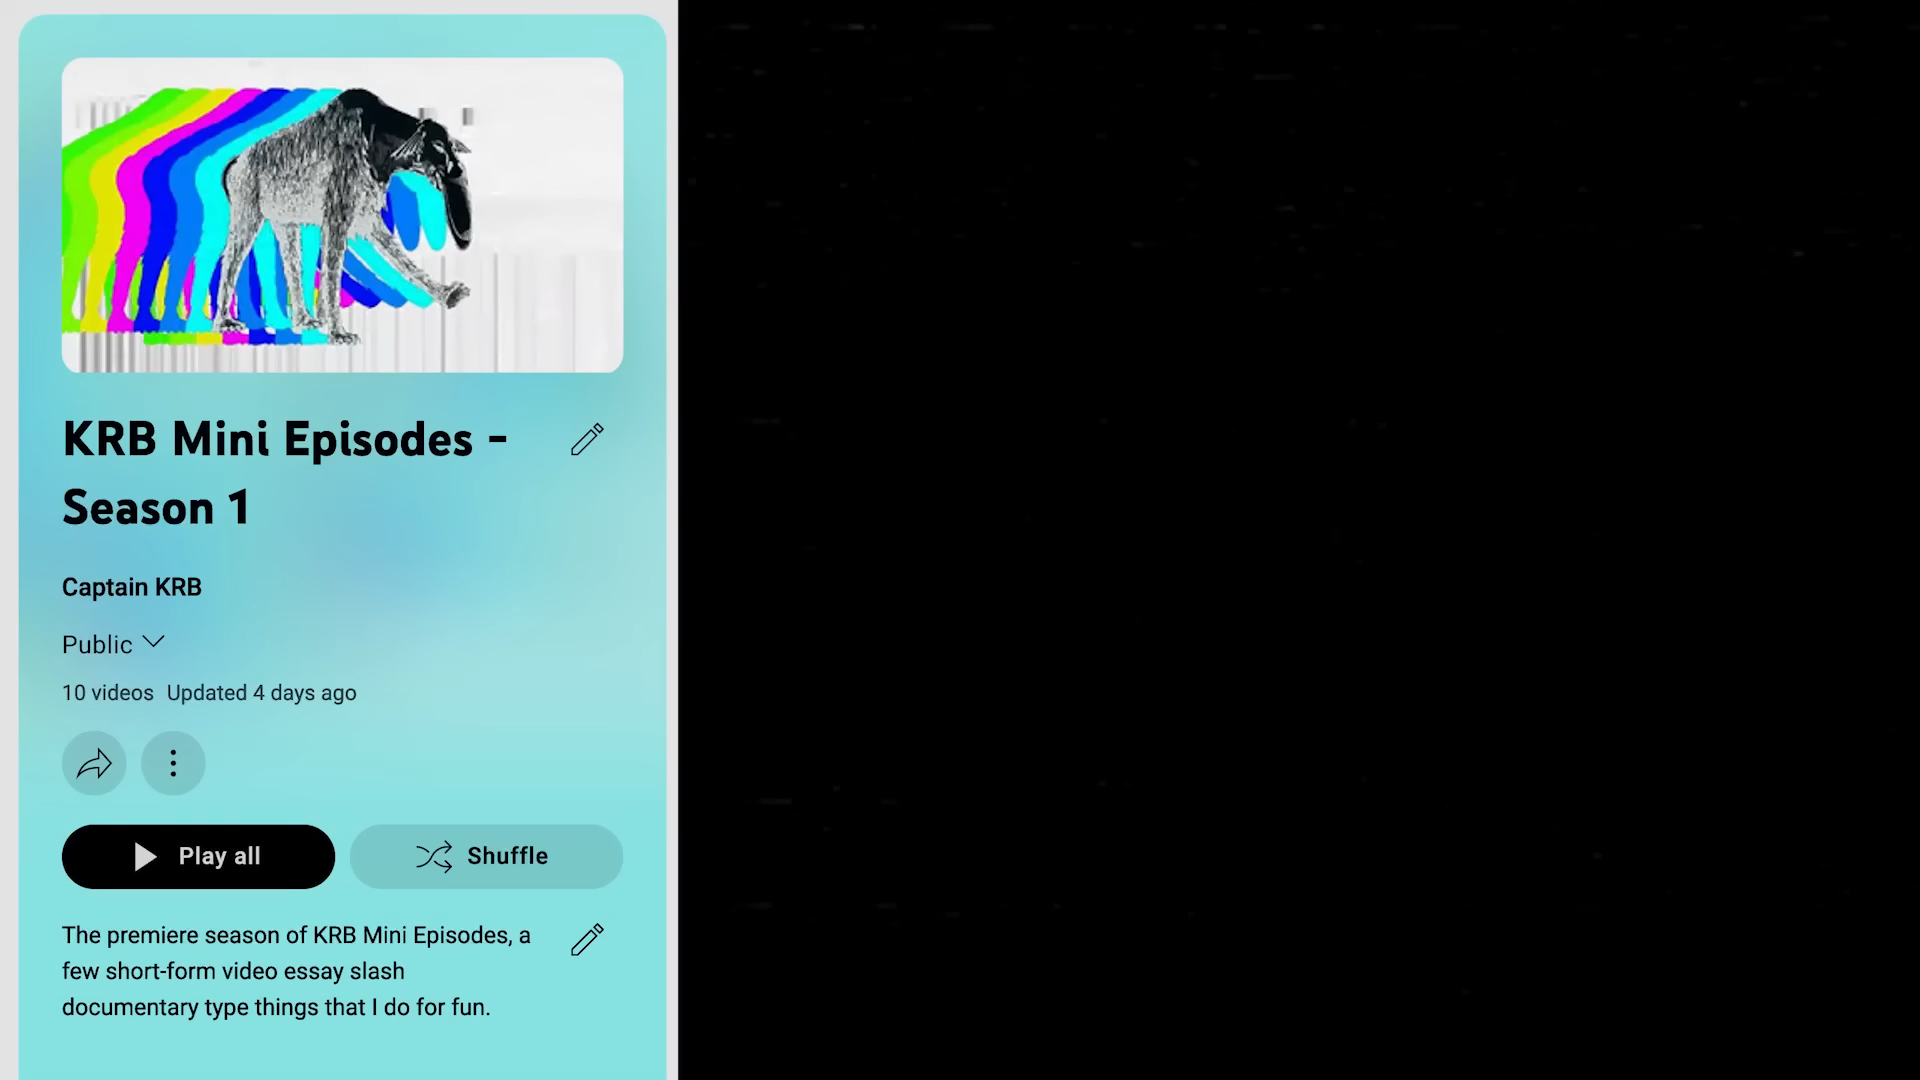 KRB Mini Episodes -
Season 1
Captain KRB
Public
10 videos Updated 4 days ago
Play all
Shuffle
The premiere season of KRB Mini Episodes, a
few short-form video essay slash
documentary type things that I do for fun.